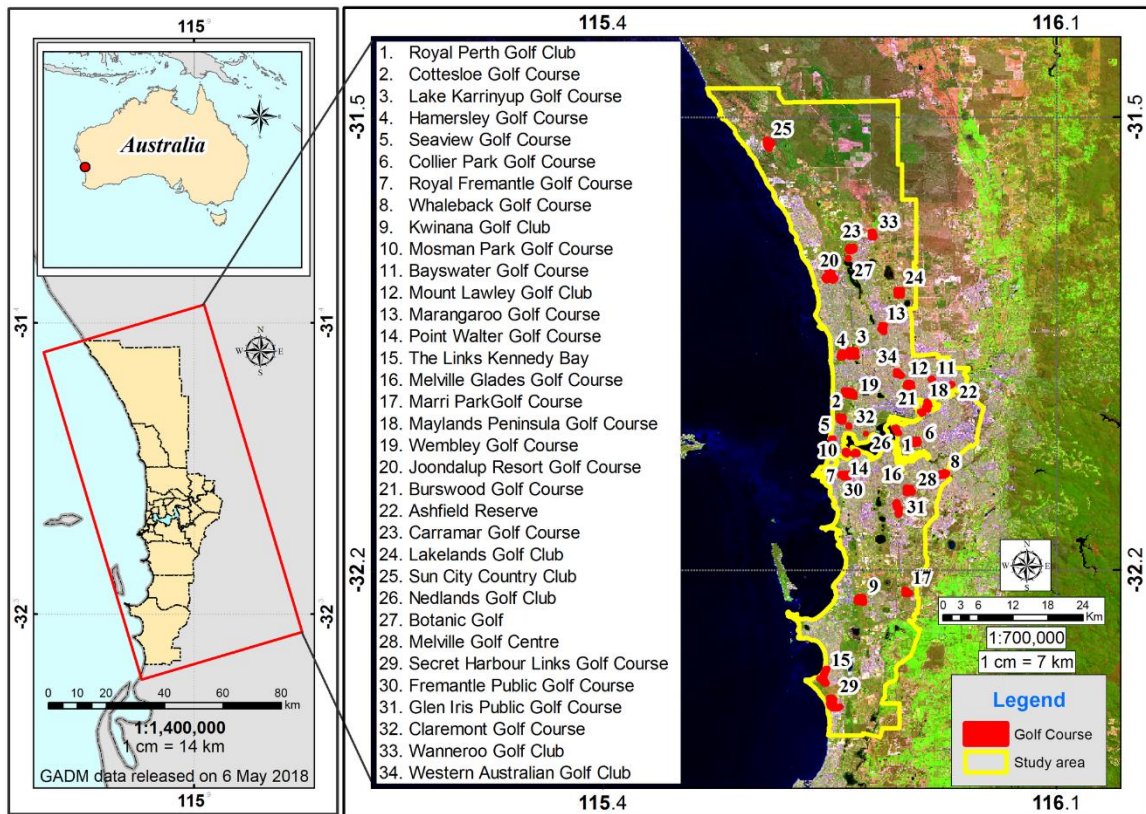 115°
Australia
-31
N
W E
S
-32
0 10 20 40 60 80
km
1:1,400,000
1 cm = 14 km
GADM data released on 6 May 2018
115°
115.4
116.1
1. Royal Perth Golf Club
2. Cottesloe Golf Course
3. Lake Karrinyup Golf Course
4. Hamersley Golf Course
5. Seaview Golf Course
6. Collier Park Golf Course
7. Royal Fremantle Golf Course
8. Whaleback Golf Course
9. Kwinana Golf Club
10. Mosman Park Golf Course
11. Bayswater Golf Course
12. Mount Lawley Golf Club
13. Marangaroo Golf Course
14. Point Walter Golf Course
15. The Links Kennedy Bay
16. Melville Glades Golf Course
17. Marri ParkGolf Course
18. Maylands Peninsula Golf Course
19. Wembley Golf Course
20. Joondalup Resort Golf Course
21. Burswood Golf Course
22. Ashfield Reserve
23. Carramar Golf Course
24. Lakelands Golf Club
25. Sun City Country Club
26. Nedlands Golf Club
27. Botanic Golf
28. Melville Golf Centre
29. Secret Harbour Links Golf Course
30. Fremantle Public Golf Course
31. Glen Iris Public Golf Course
32. Claremont Golf Course
33. Wanneroo Golf Club
34. Western Australian Golf Club
-31.5
-31.5
25
33
23
27
20
24
13
4 3
34
12 11
19
21 18 22
2
32
5
26 1 6
10
14
16
8
7
30
28
31
-32.2
-32.2
9
17
15
29
N
W E
S
0 3 6 12 18 24
Km
1:700,000
1 cm = 7 km
Legend
Golf Course
Study area
115.4
116.1